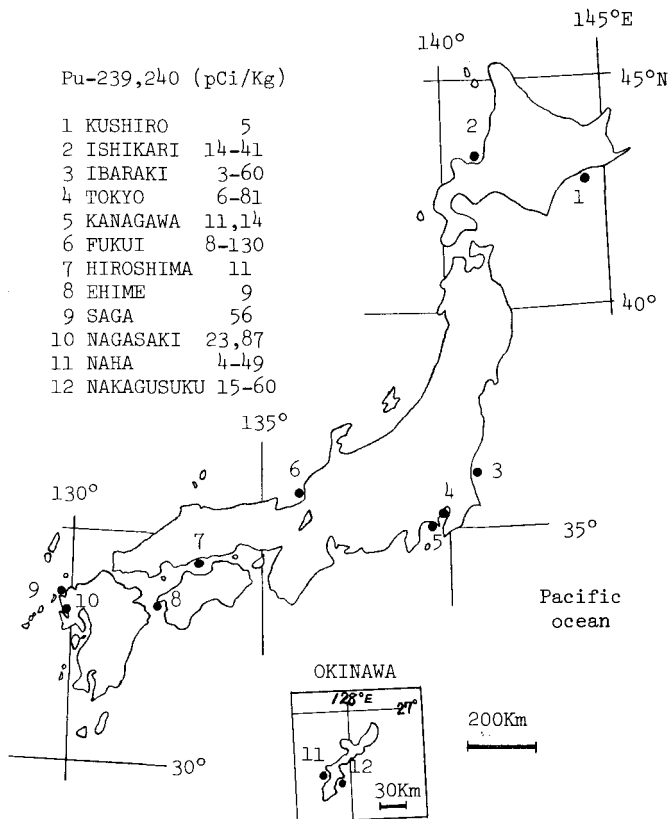 145°E
140°
45°N
Pu-239,240 (pCi/Kg)
1 KUSHIRO 5
2 ISHIKARI 14-41
3 IBARAKI 3-60
4 TOKYO 6-81
5 KANAGAWA 11,14
6 FUKUI 8-130
7 HIROSHIMA 11
8 EHIME 9
9 SAGA 56
10 NAGASAKI 23,87
11 NAHA 4-49
12 NAKAGUSUKU 15-60
2
1
40°
135°
130°
6
3
4
5
35°
7
9
10
8
Pacific
ocean
OKINAWA
128°E
27°
11
12
30Km
200Km
30°